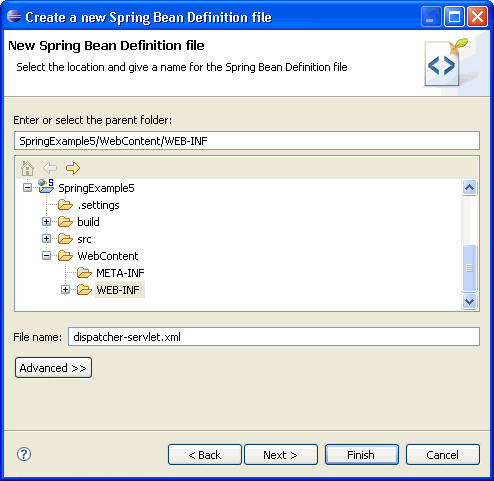 Create a new Spring Bean Definition file
New Spring Bean Definition file
Select the location and give a name for the Spring Bean Definition file
Enter or select the parent folder:
SpringExample5/WebContent/WEB-INF
SpringExample5
.settings
build
src
WebContent
META-INF
WEB-INF
File name: dispatcher-servlet.xml
Advanced >>
? < Back Next > Finish Cancel